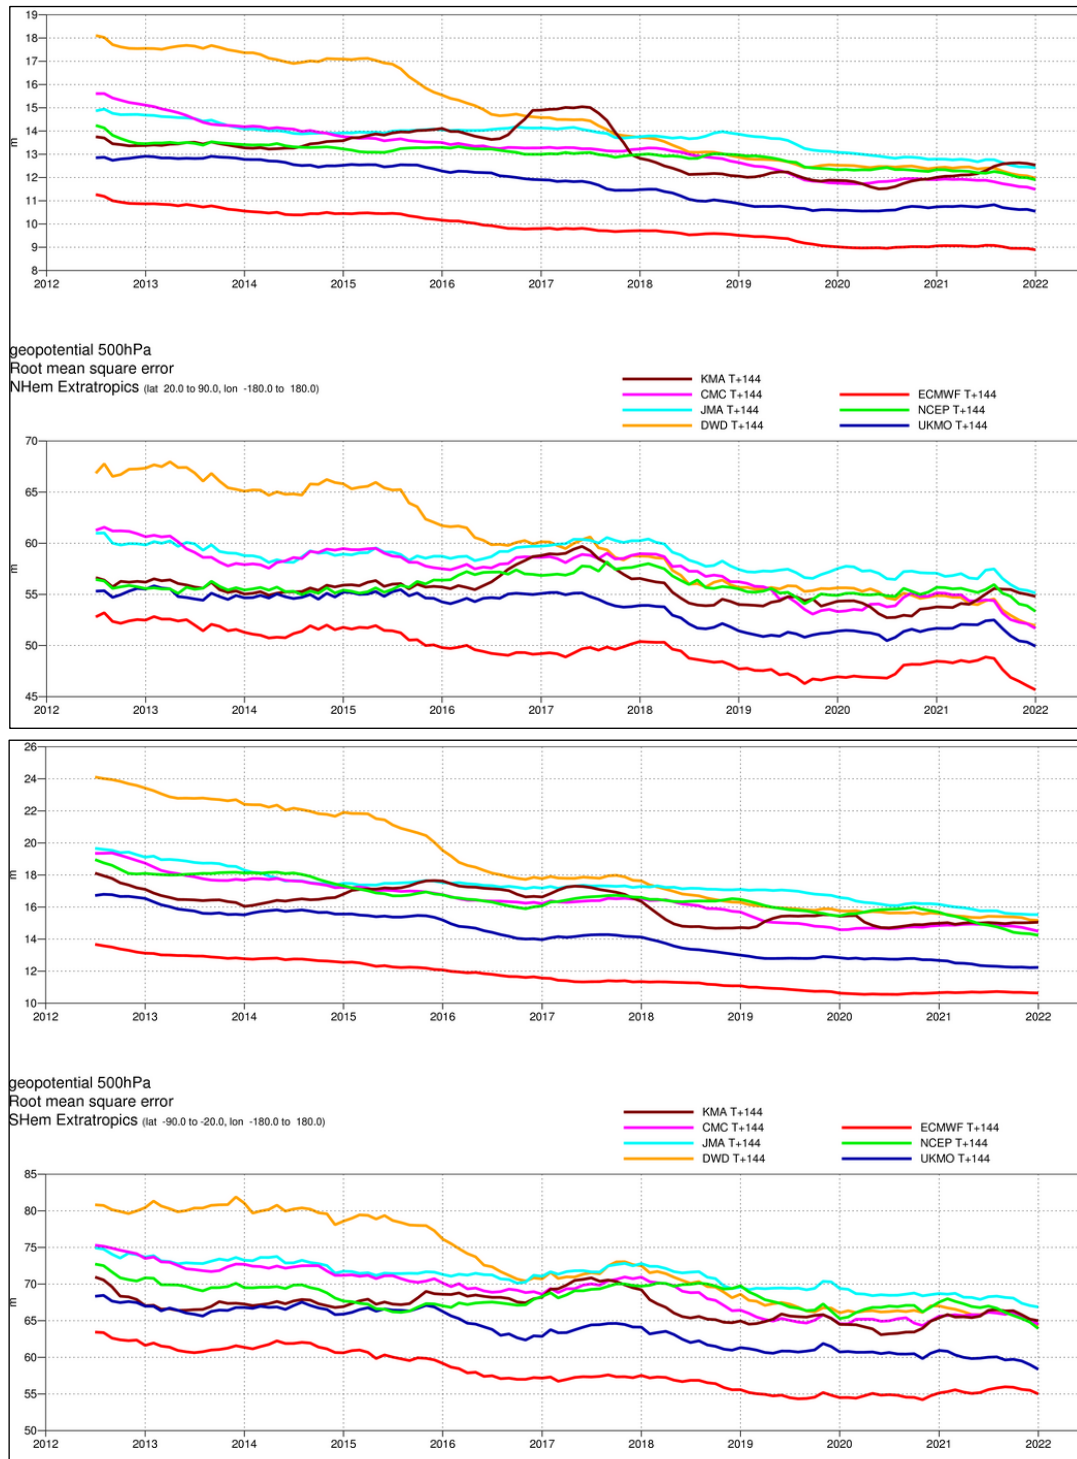 19
18
17
16
15
14
13
12
11
10
9
8
m
2012 2013 2014 2015 2016 2017 2018 2019 2020 2021 2022
geopotential 500hPa
Root mean square error
NHem Extratropics (lat 20.0 to 90.0, lon -180.0 to 180.0)
KMA T+144
CMC T+144 ECMWF T+144
JMA T+144 NCEP T+144
DWD T+144 UKMO T+144
70
65
60
55
50
45
m
2012 2013 2014 2015 2016 2017 2018 2019 2020 2021 2022
26
24
22
20
18
16
14
12
10
m
2012 2013 2014 2015 2016 2017 2018 2019 2020 2021 2022
geopotential 500hPa
Root mean square error
SHem Extratropics (lat -90.0 to -20.0, lon -180.0 to 180.0)
KMA T+144
CMC T+144 ECMWF T+144
JMA T+144 NCEP T+144
DWD T+144 UKMO T+144
85
80
75
70
65
60
55
50
m
2012 2013 2014 2015 2016 2017 2018 2019 2020 2021 2022